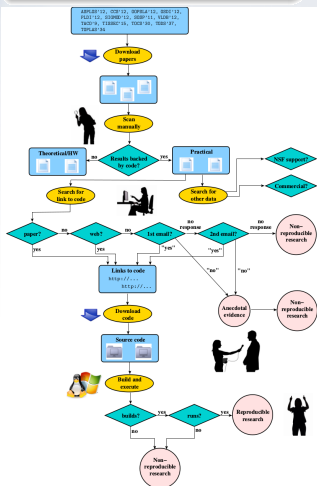 ASPLOS'12, CCS'12, OOPSLA'12, OSDI'12,
PLDI'12, SIGMOD'12, SOSP'11, VLDB'12,
TACO'9, TISSEC'15, TOCS'30, TODS'37,
TOPLAS'34
Download
papers
Scan
manually
Theoretical/HW
no
Results backed
by code?
yes
Practical
NSF support?
Commercial?
Search for
link to code
Search for
other data
paper?
no
web?
no
1st email?
no
response
2nd email?
no
response
Non-
reproducible
research
yes
yes
"yes"
"yes"
"no"
"no"
Links to code
http://...
http://...
Anecdotal
evidence
Non-
reproducible
research
Download
code
Source code
Build and
execute
builds?
yes
runs?
yes
Reproducible
research
no
no
Non-
reproducible
research